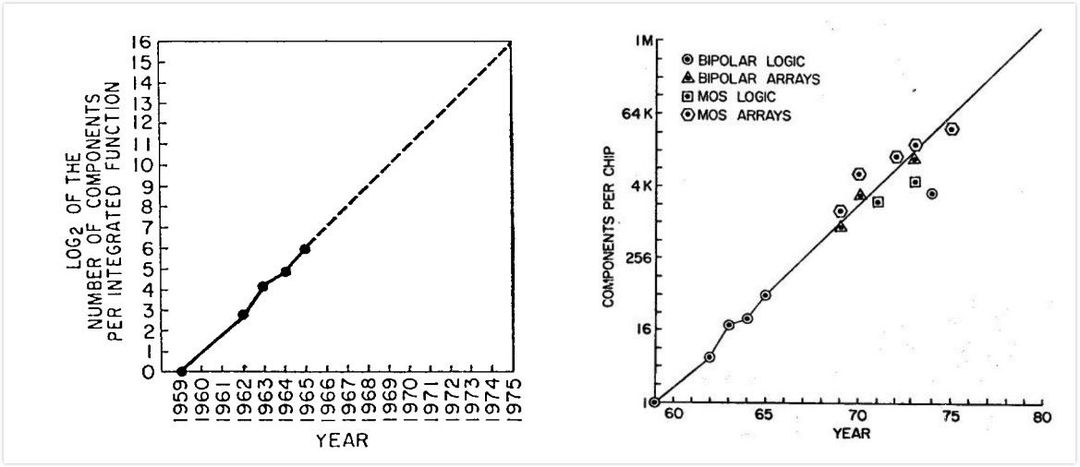 16
15
14
13
12
11
10
9
8
7
6
5
4
3
2
1
0
LOG2 OF THE
NUMBER OF COMPONENTS
PER INTEGRATED FUNCTION
1959
1960
1961
1962
1963
1964
1965
1966
1967
1968
1969
1970
1971
1972
1973
1974
1975
YEAR
1M
64K
4K
256
16
1
COMPONENTS PER CHIP
BIPOLAR LOGIC
BIPOLAR ARRAYS
MOS LOGIC
MOS ARRAYS
60 65 70 75 80
YEAR